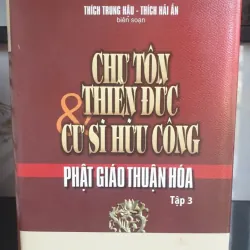 THÍCH TRUNG HẬU - THÍCH HẢI ẤN
biên soạn
CHƯ TÔN
THIỀN ĐỨC
& CƯ SĨ HỮU CÔNG
PHẬT GIÁO THUẬN HÓA
Tập 3